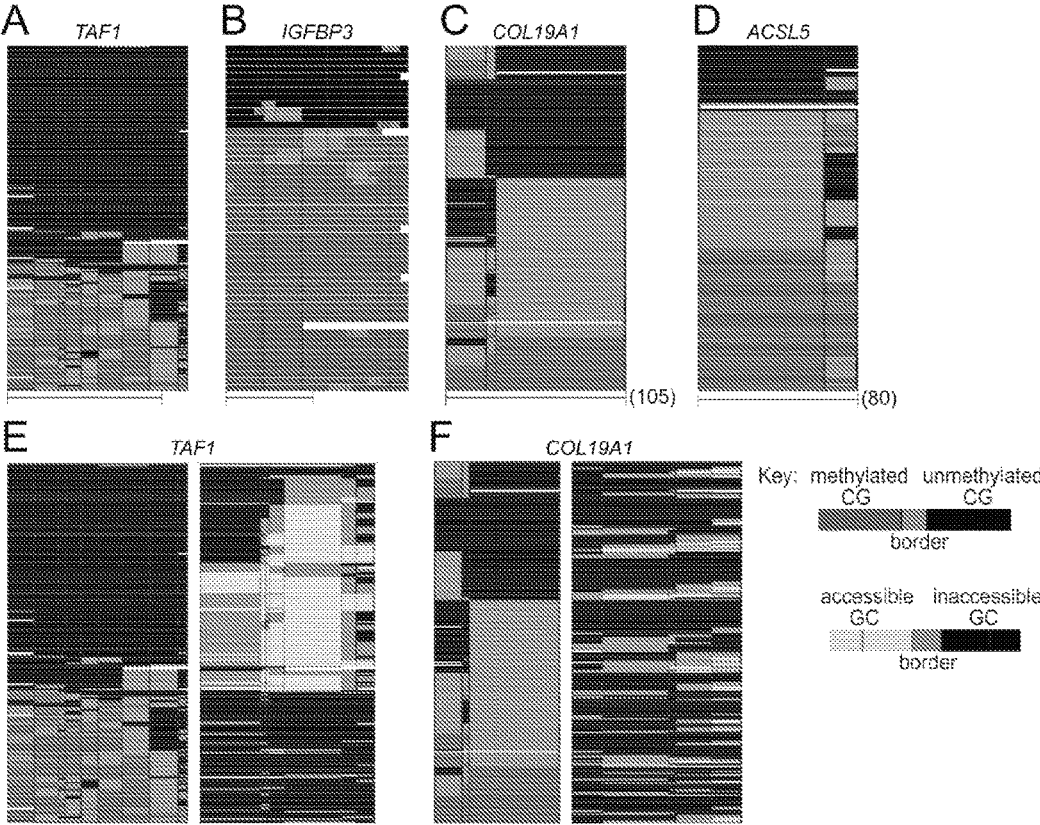 A TAF1 B IGFBP3 C COL19A1 D ACSL5
(105) (80)
E TAF1 F COL19A1
Key: methylated unmethylated
CG CG
border
accessible inaccessible
GC GC
border